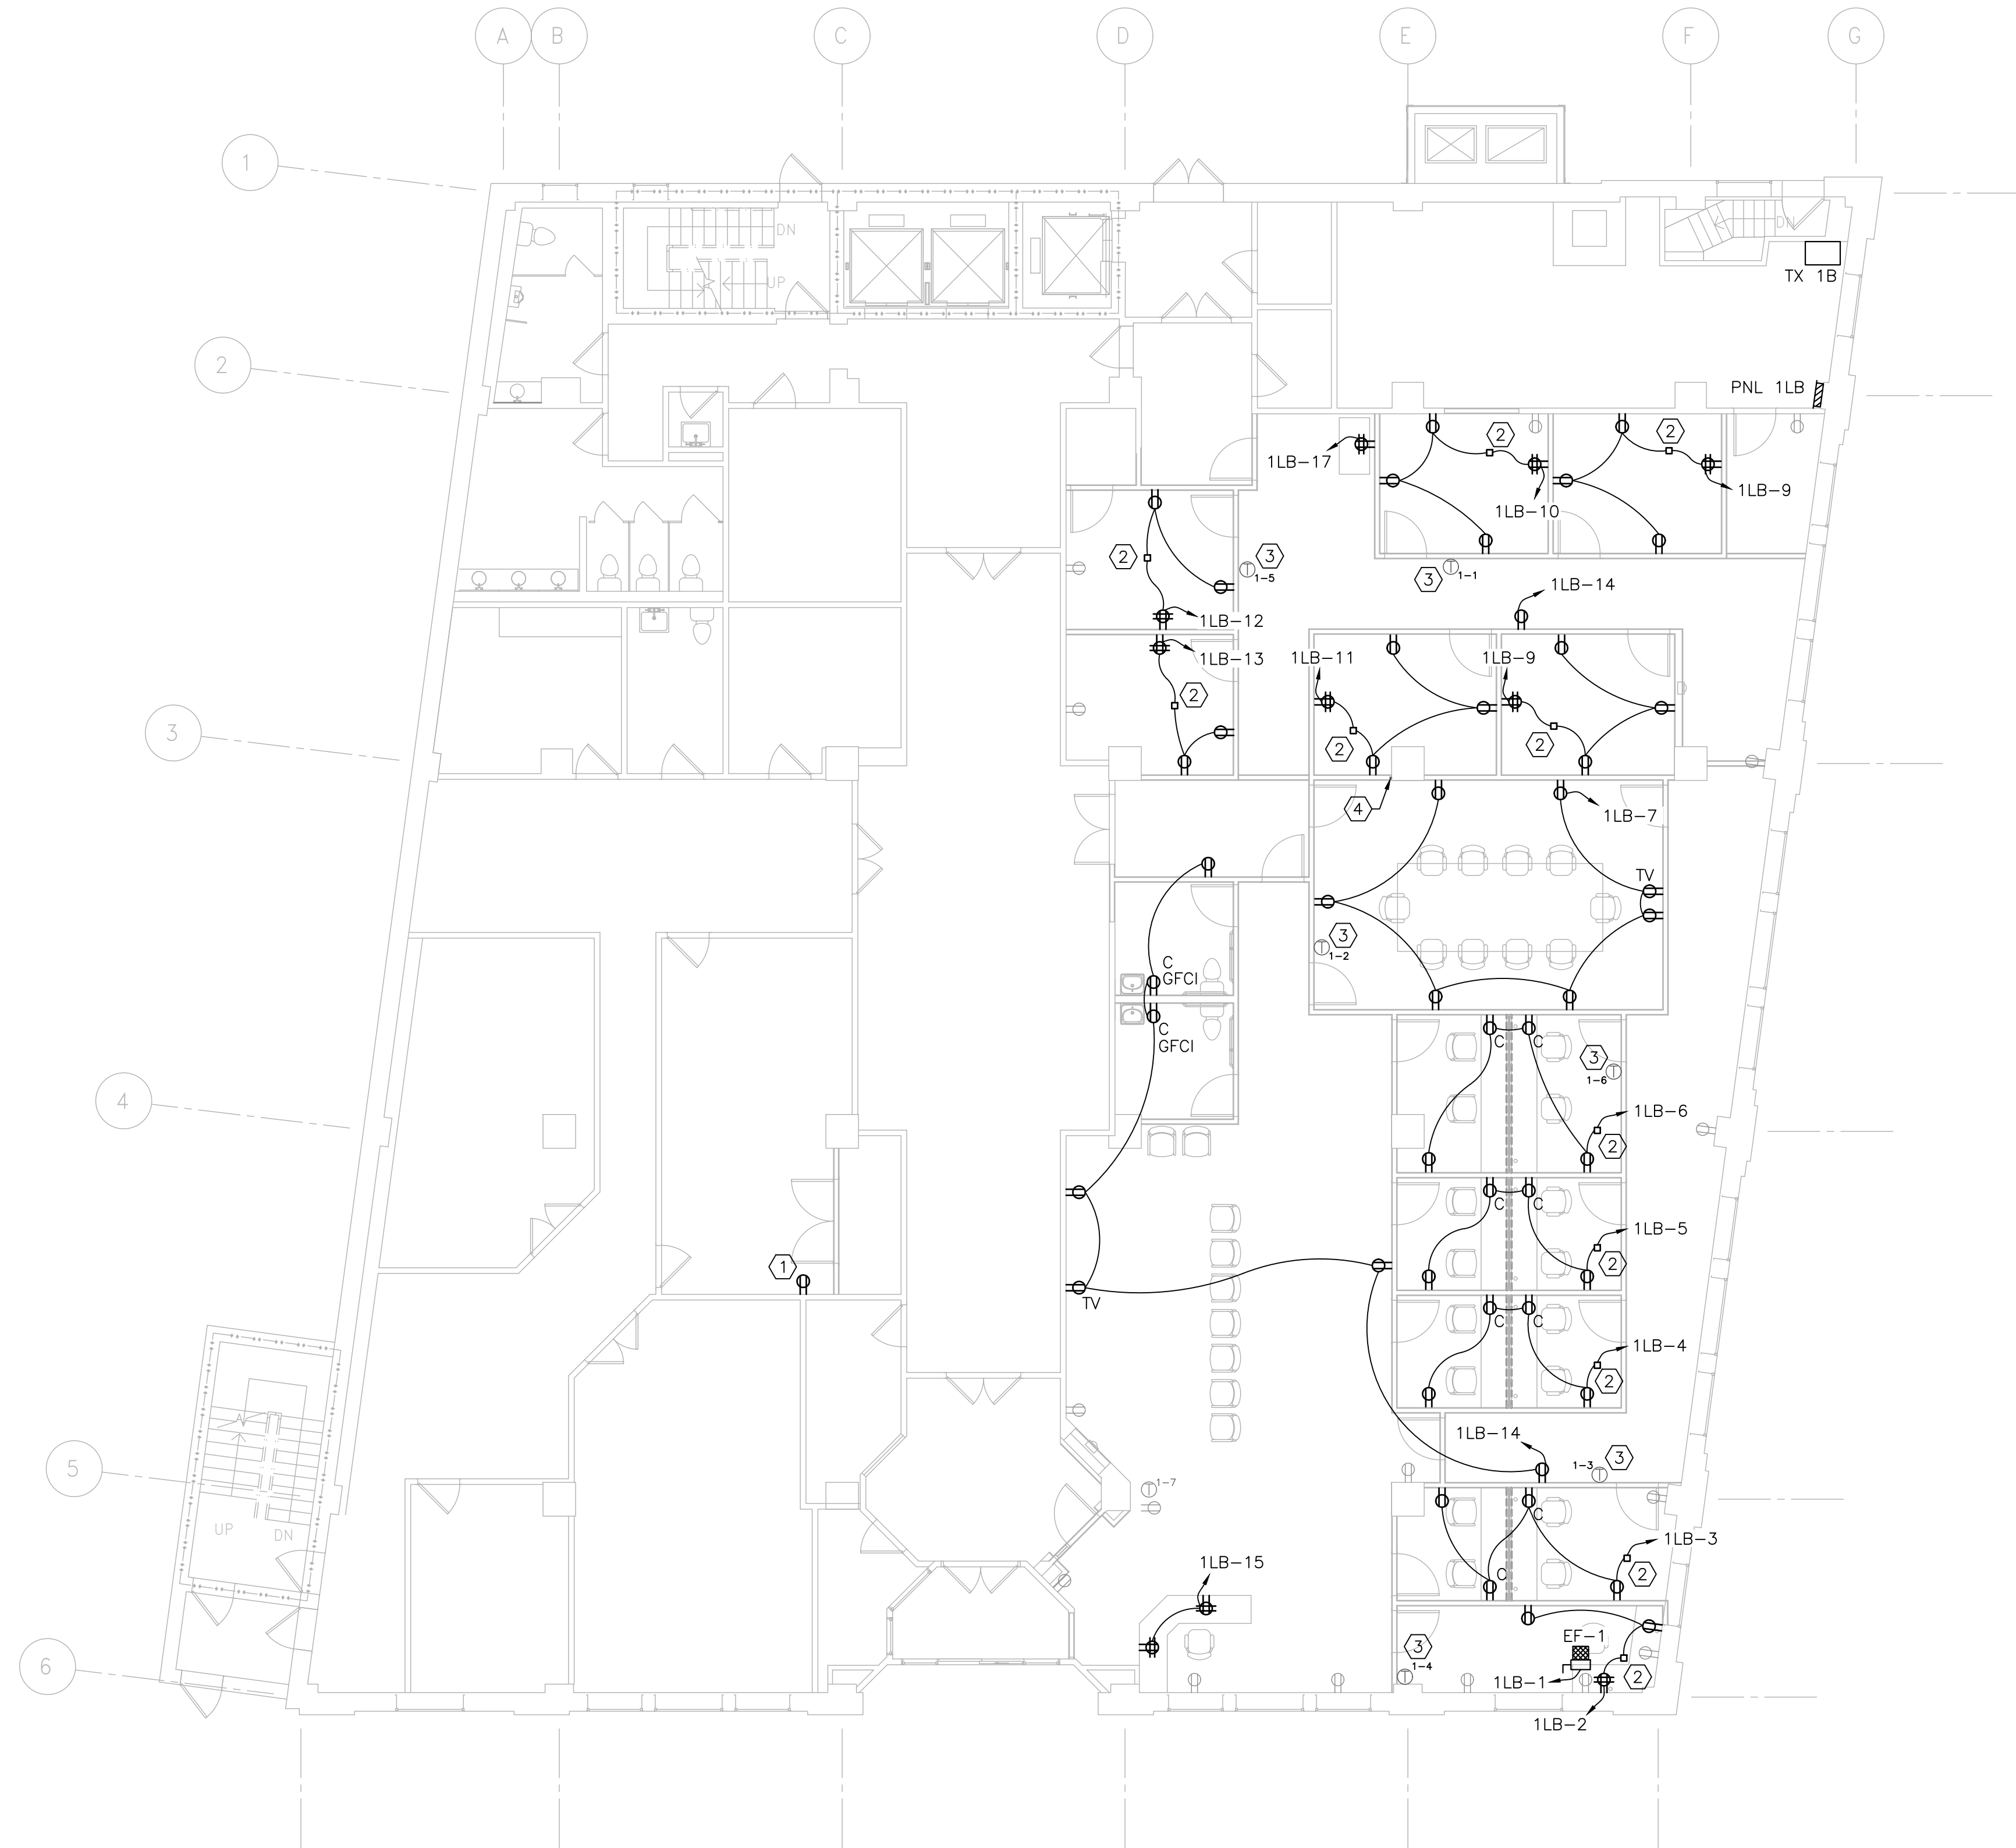 A
B
C
D
E
F
G
1
DN
DN
UP
TX 1B
2
PNL 1LB
2
2
1LB-17
1LB-9
1LB-10
2
3
1-5
3
1-1
1LB-14
1LB-12
1LB-13
1LB-11
1LB-9
2
3
2
2
4
1LB-7
TV
3
1-2
C
GFCI
C
GFCI
C
C
3
1-6
4
1LB-6
2
C
C
1LB-5
2
1
TV
C
C
1LB-4
2
A
1LB-14
3
1-3
5
1-7
C
UP
DN
1LB-3
2
C
1LB-15
EF-1
3
1-4
6
1LB-1
2
1LB-2
T
T
T
T
T
T
T